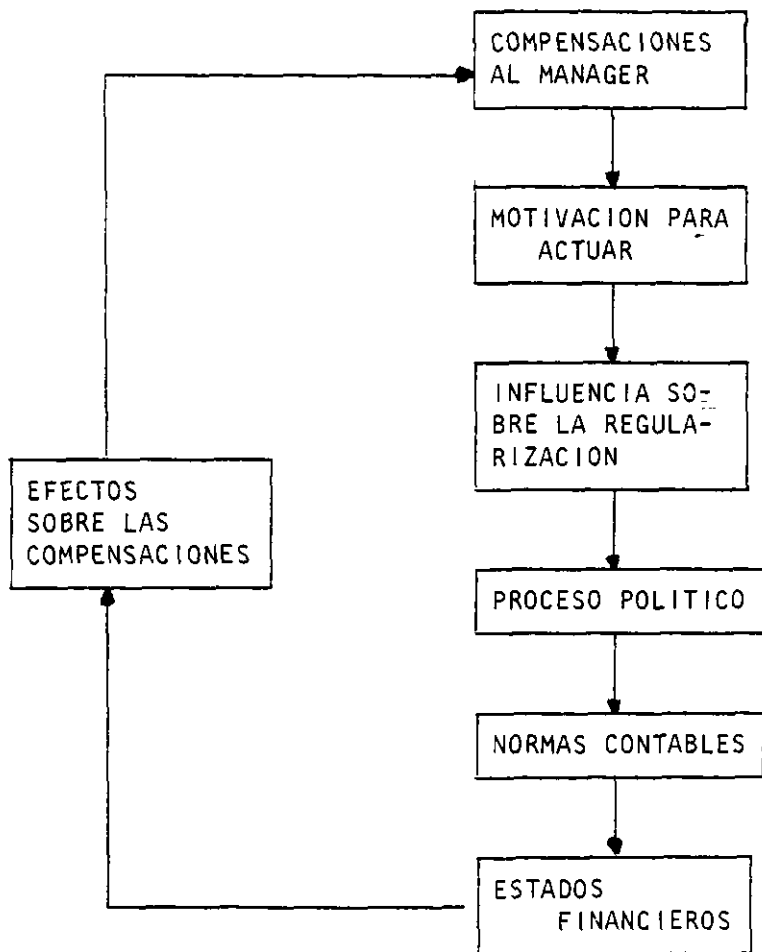 COMPENSACIONES
AL MANAGER
MOTIVACION PARA
ACTUAR
INFLUENCIA SO-
BRE LA REGULA-
RIZACION
EFECTOS
SOBRE LAS
COMPENSACIONES
PROCESO POLITICO
NORMAS CONTABLES
ESTADOS
FINANCIEROS